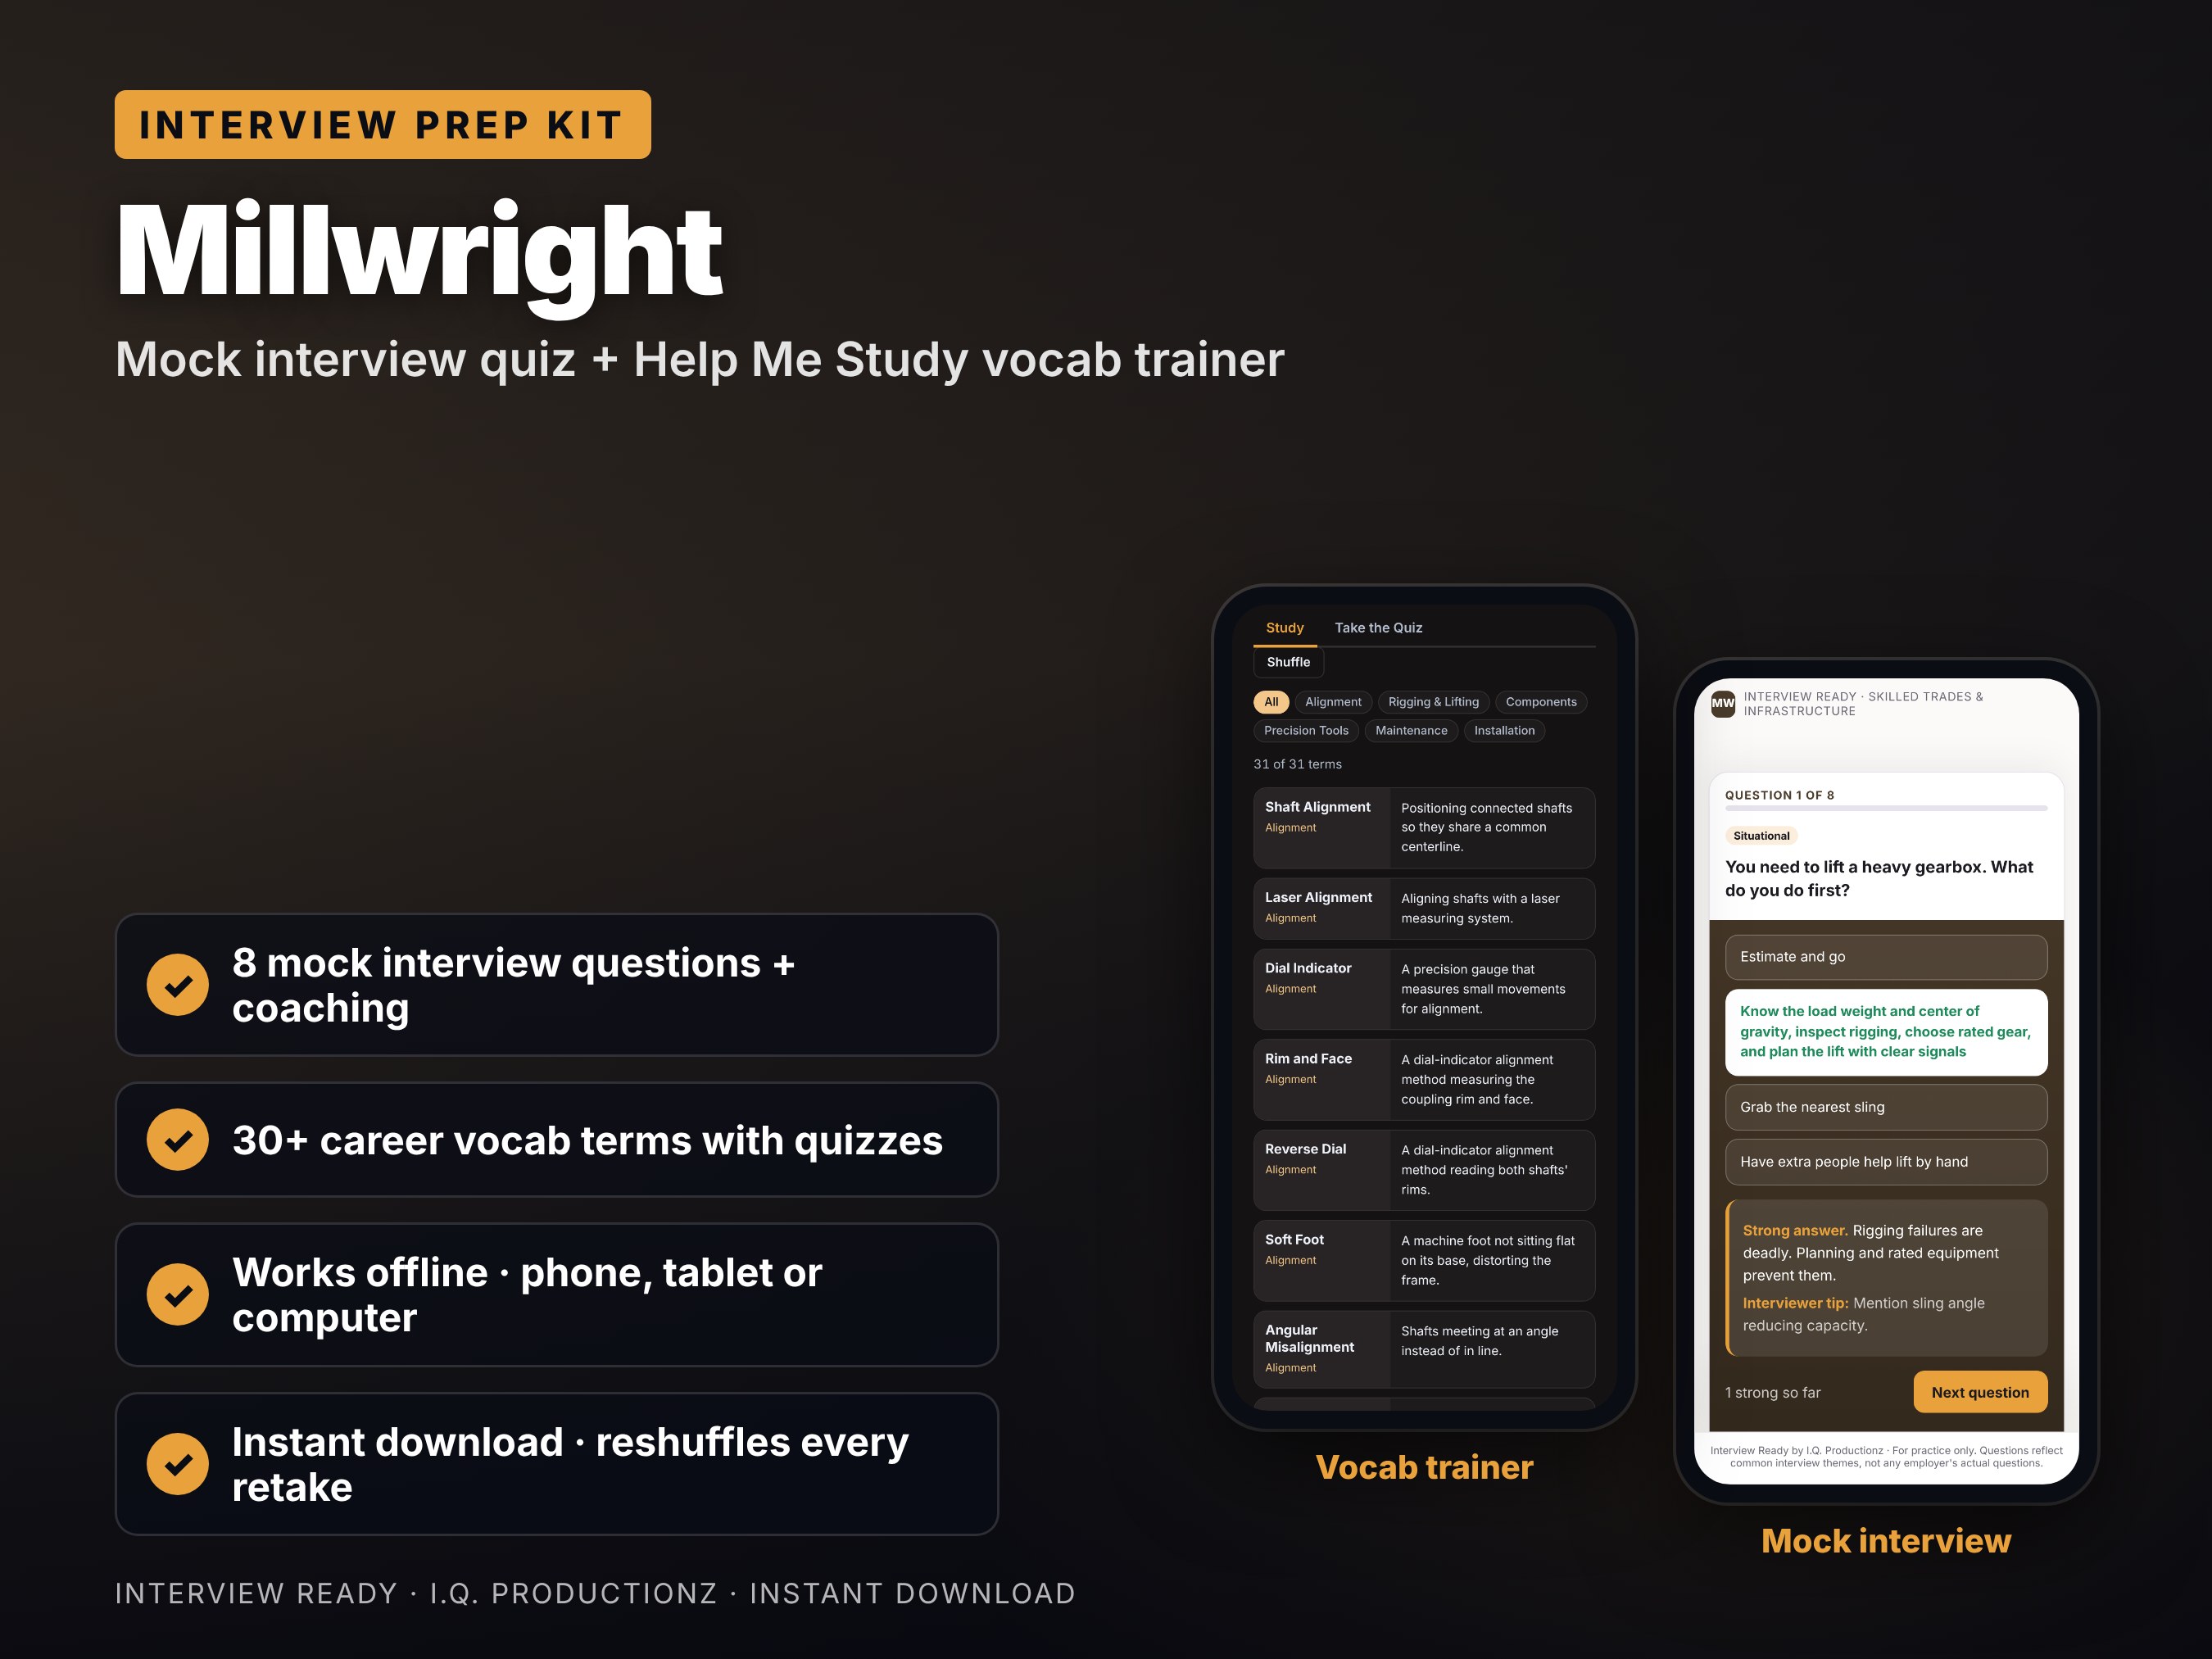 INTERVIEW PREP KIT
Millwright
Mock interview quiz + Help Me Study vocab trainer
8 mock interview questions +
coaching
30+ career vocab terms with quizzes
Works offline · phone, tablet or
computer
Instant download · reshuffles every
retake
INTERVIEW READY · I.Q. PRODUCTIONZ · INSTANT DOWNLOAD
Study Take the Quiz
Shuffle
All Alignment Rigging & Lifting Components
Precision Tools Maintenance Installation
31 of 31 terms
Shaft Alignment
Alignment
Positioning connected shafts
so they share a common
centerline.
Laser Alignment
Alignment
Aligning shafts with a laser
measuring system.
Dial Indicator
Alignment
A precision gauge that
measures small movements
for alignment.
Rim and Face
Alignment
A dial-indicator alignment
method measuring the
coupling rim and face.
Reverse Dial
Alignment
A dial-indicator alignment
method reading both shafts'
rims.
Soft Foot
Alignment
A machine foot not sitting flat
on its base, distorting the
frame.
Angular
Misalignment
Alignment
Shafts meeting at an angle
instead of in line.
Vocab trainer
MW
INTERVIEW READY · SKILLED TRADES &
INFRASTRUCTURE
QUESTION 1 OF 8
Situational
You need to lift a heavy gearbox. What
do you do first?
Estimate and go
Know the load weight and center of
gravity, inspect rigging, choose rated gear,
and plan the lift with clear signals
Grab the nearest sling
Have extra people help lift by hand
Strong answer. Rigging failures are
deadly. Planning and rated equipment
prevent them.
Interviewer tip: Mention sling angle
reducing capacity.
1 strong so far
Next question
Interview Ready by I.Q. Productionz · For practice only. Questions reflect
common interview themes, not any employer's actual questions.
Mock interview